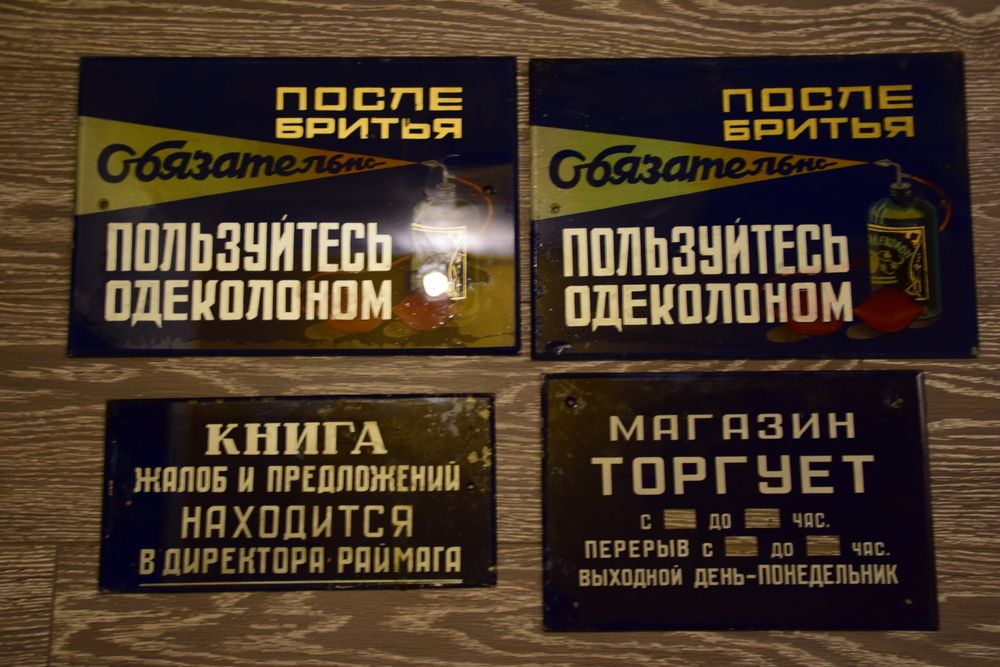 ПОСЛЕ
БРИТЬЯ
Обязательно
ПОЛЬЗУЙТЕСЬ
ОДЕКОЛОНОМ
ПОСЛЕ
БРИТЬЯ
Обязательно
ПОЛЬЗУЙТЕСЬ
ОДЕКОЛОНОМ
ОДЕКОЛОН
КНИГА
ЖАЛОБ И ПРЕДЛОЖЕНИЙ
НАХОДИТСЯ
В ДИРЕКТОРА РАЙМАГА
МАГАЗИН
ТОРГУЕТ
С ДО ЧАС.
ПЕРЕРЫВ С ДО ЧАС.
ВЫХОДНОЙ ДЕНЬ-ПОНЕДЕЛЬНИК